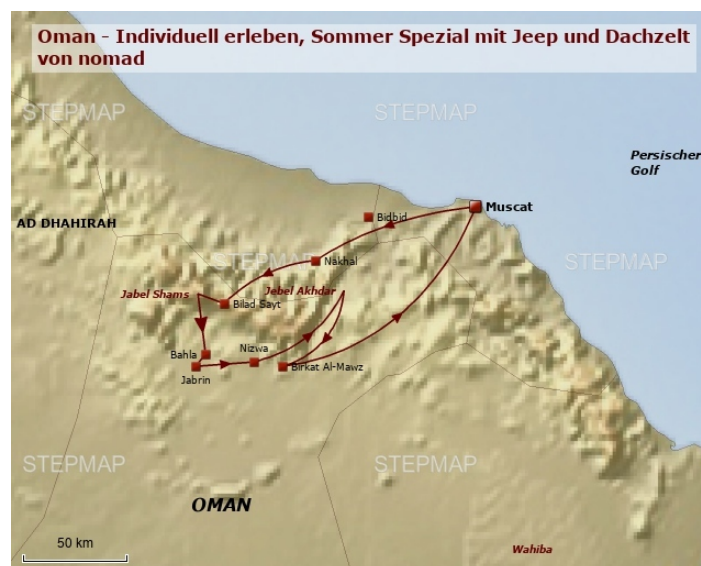 Oman - Individuell erleben, Sommer Spezial mit Jeep und Dachzelt
von nomad
STEPMAP
STEPMAP
Persischer
Golf
Muscat
Bidbid
AD DHAHIRAH
STEPMAP
Nakhal
STEPMAP
Jabel Shams
Jebel Akhdar
Bilad Sayt
Nizwa
Bahla
Birkat Al-Mawz
Jabrin
STEPMAP
STEPMAP
OMAN
50 km
Wahiba